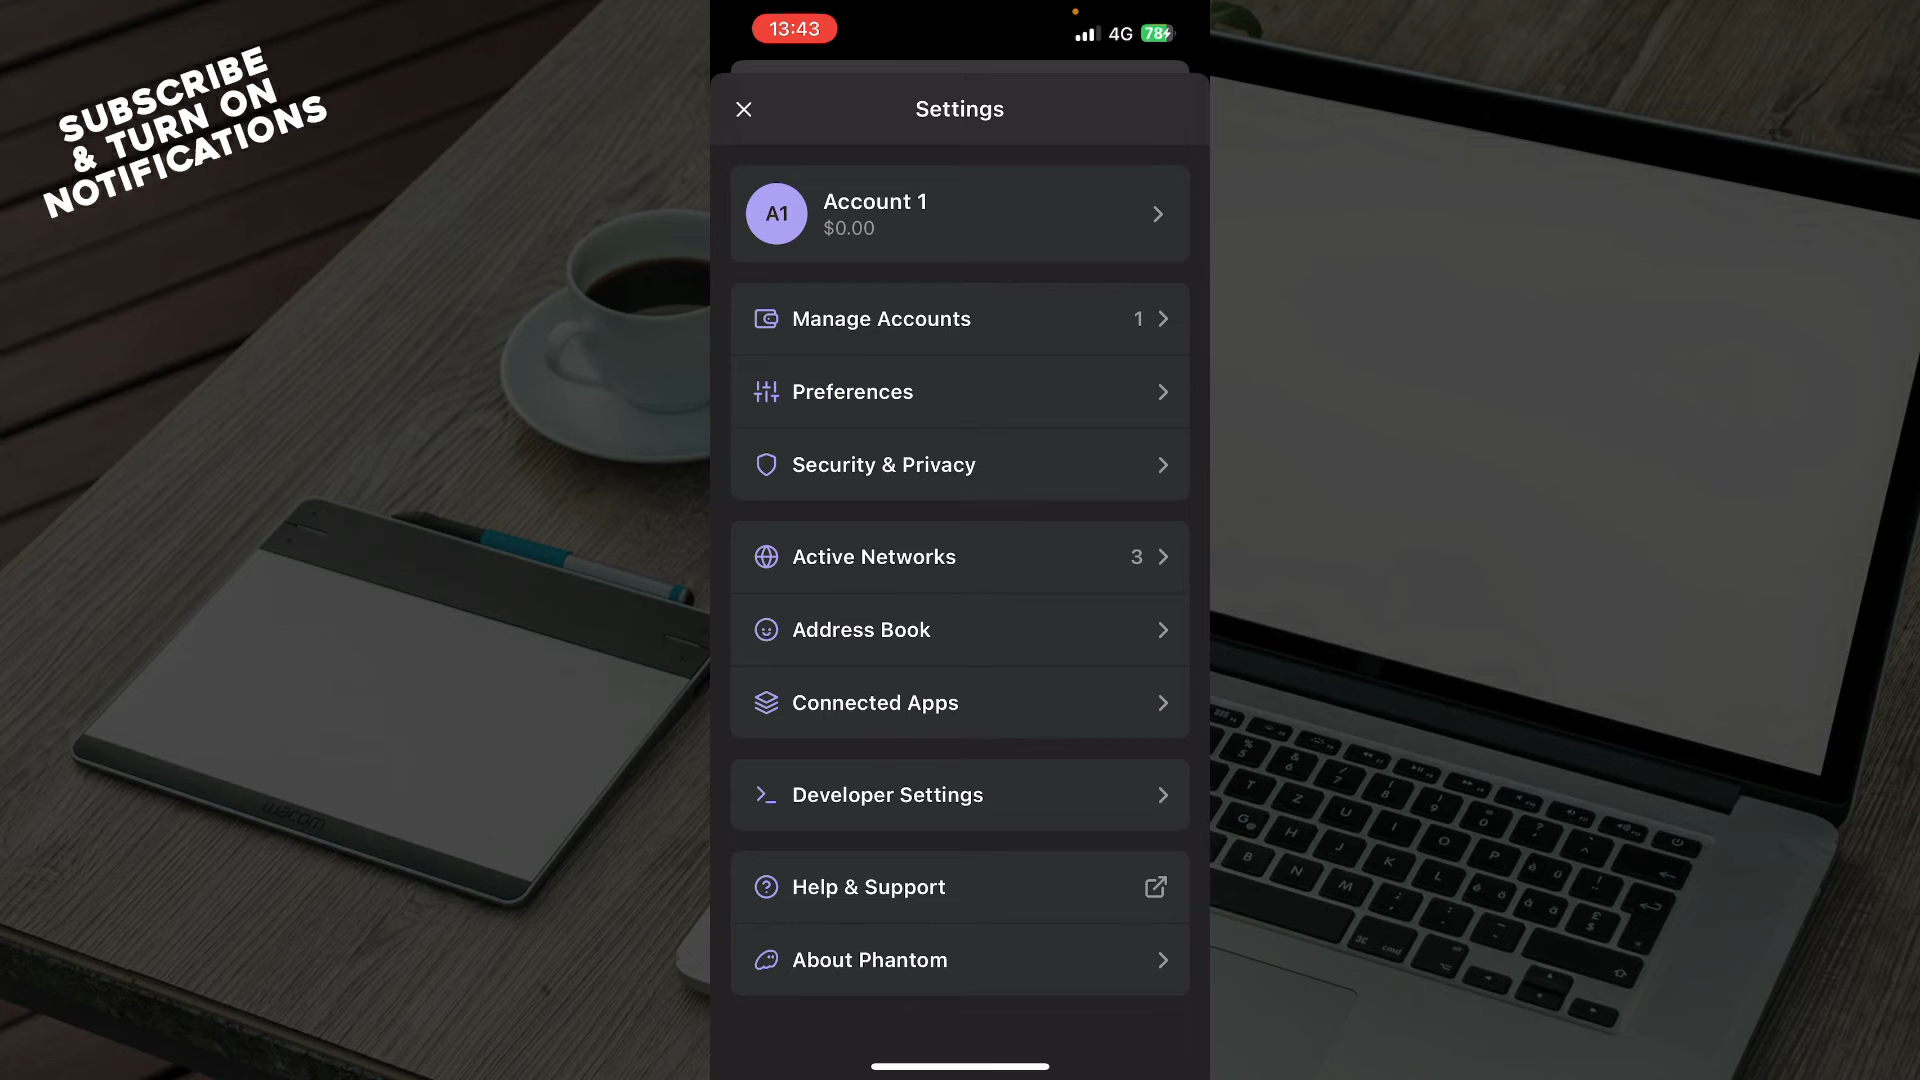 SUBSCRIBE
& TURN ON
NOTIFICATIONS
13:43
4G 78
Settings
A1
Account 1
$0.00
Manage Accounts 1
Preferences
Security & Privacy
Active Networks 3
Address Book
Connected Apps
Developer Settings
Help & Support
About Phantom
wacom